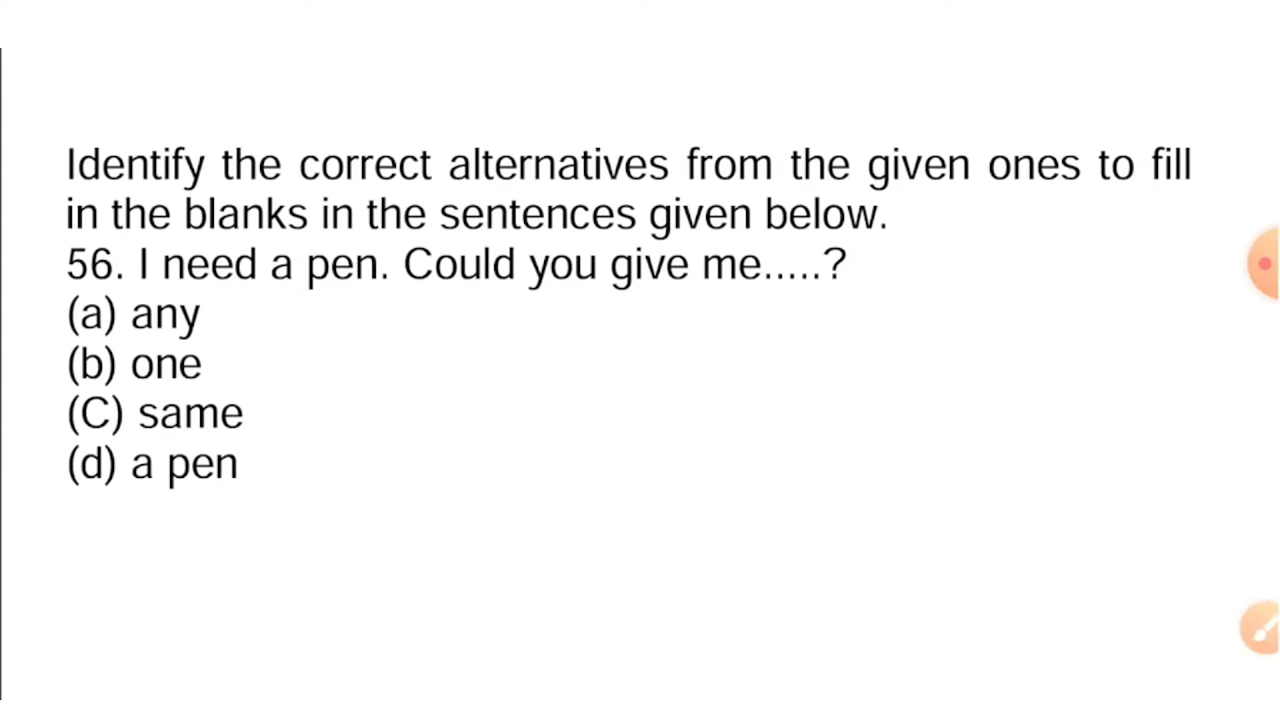 Identify the correct alternatives from the given ones to fill
in the blanks in the sentences given below.
56. I need a pen. Could you give me.....?
(a) any
(b) one
(C) same
(d) a pen